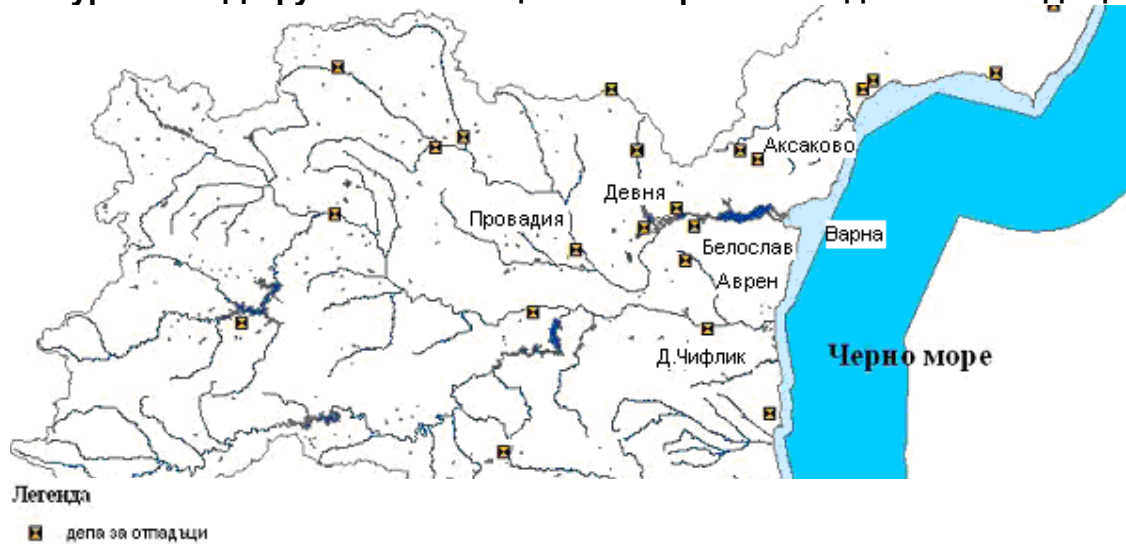 Аксаково
Девня
Провадия
Варна
Белослав
Аврен
Д.Чифлик
Черно море
Легенда
депа за отпадъци